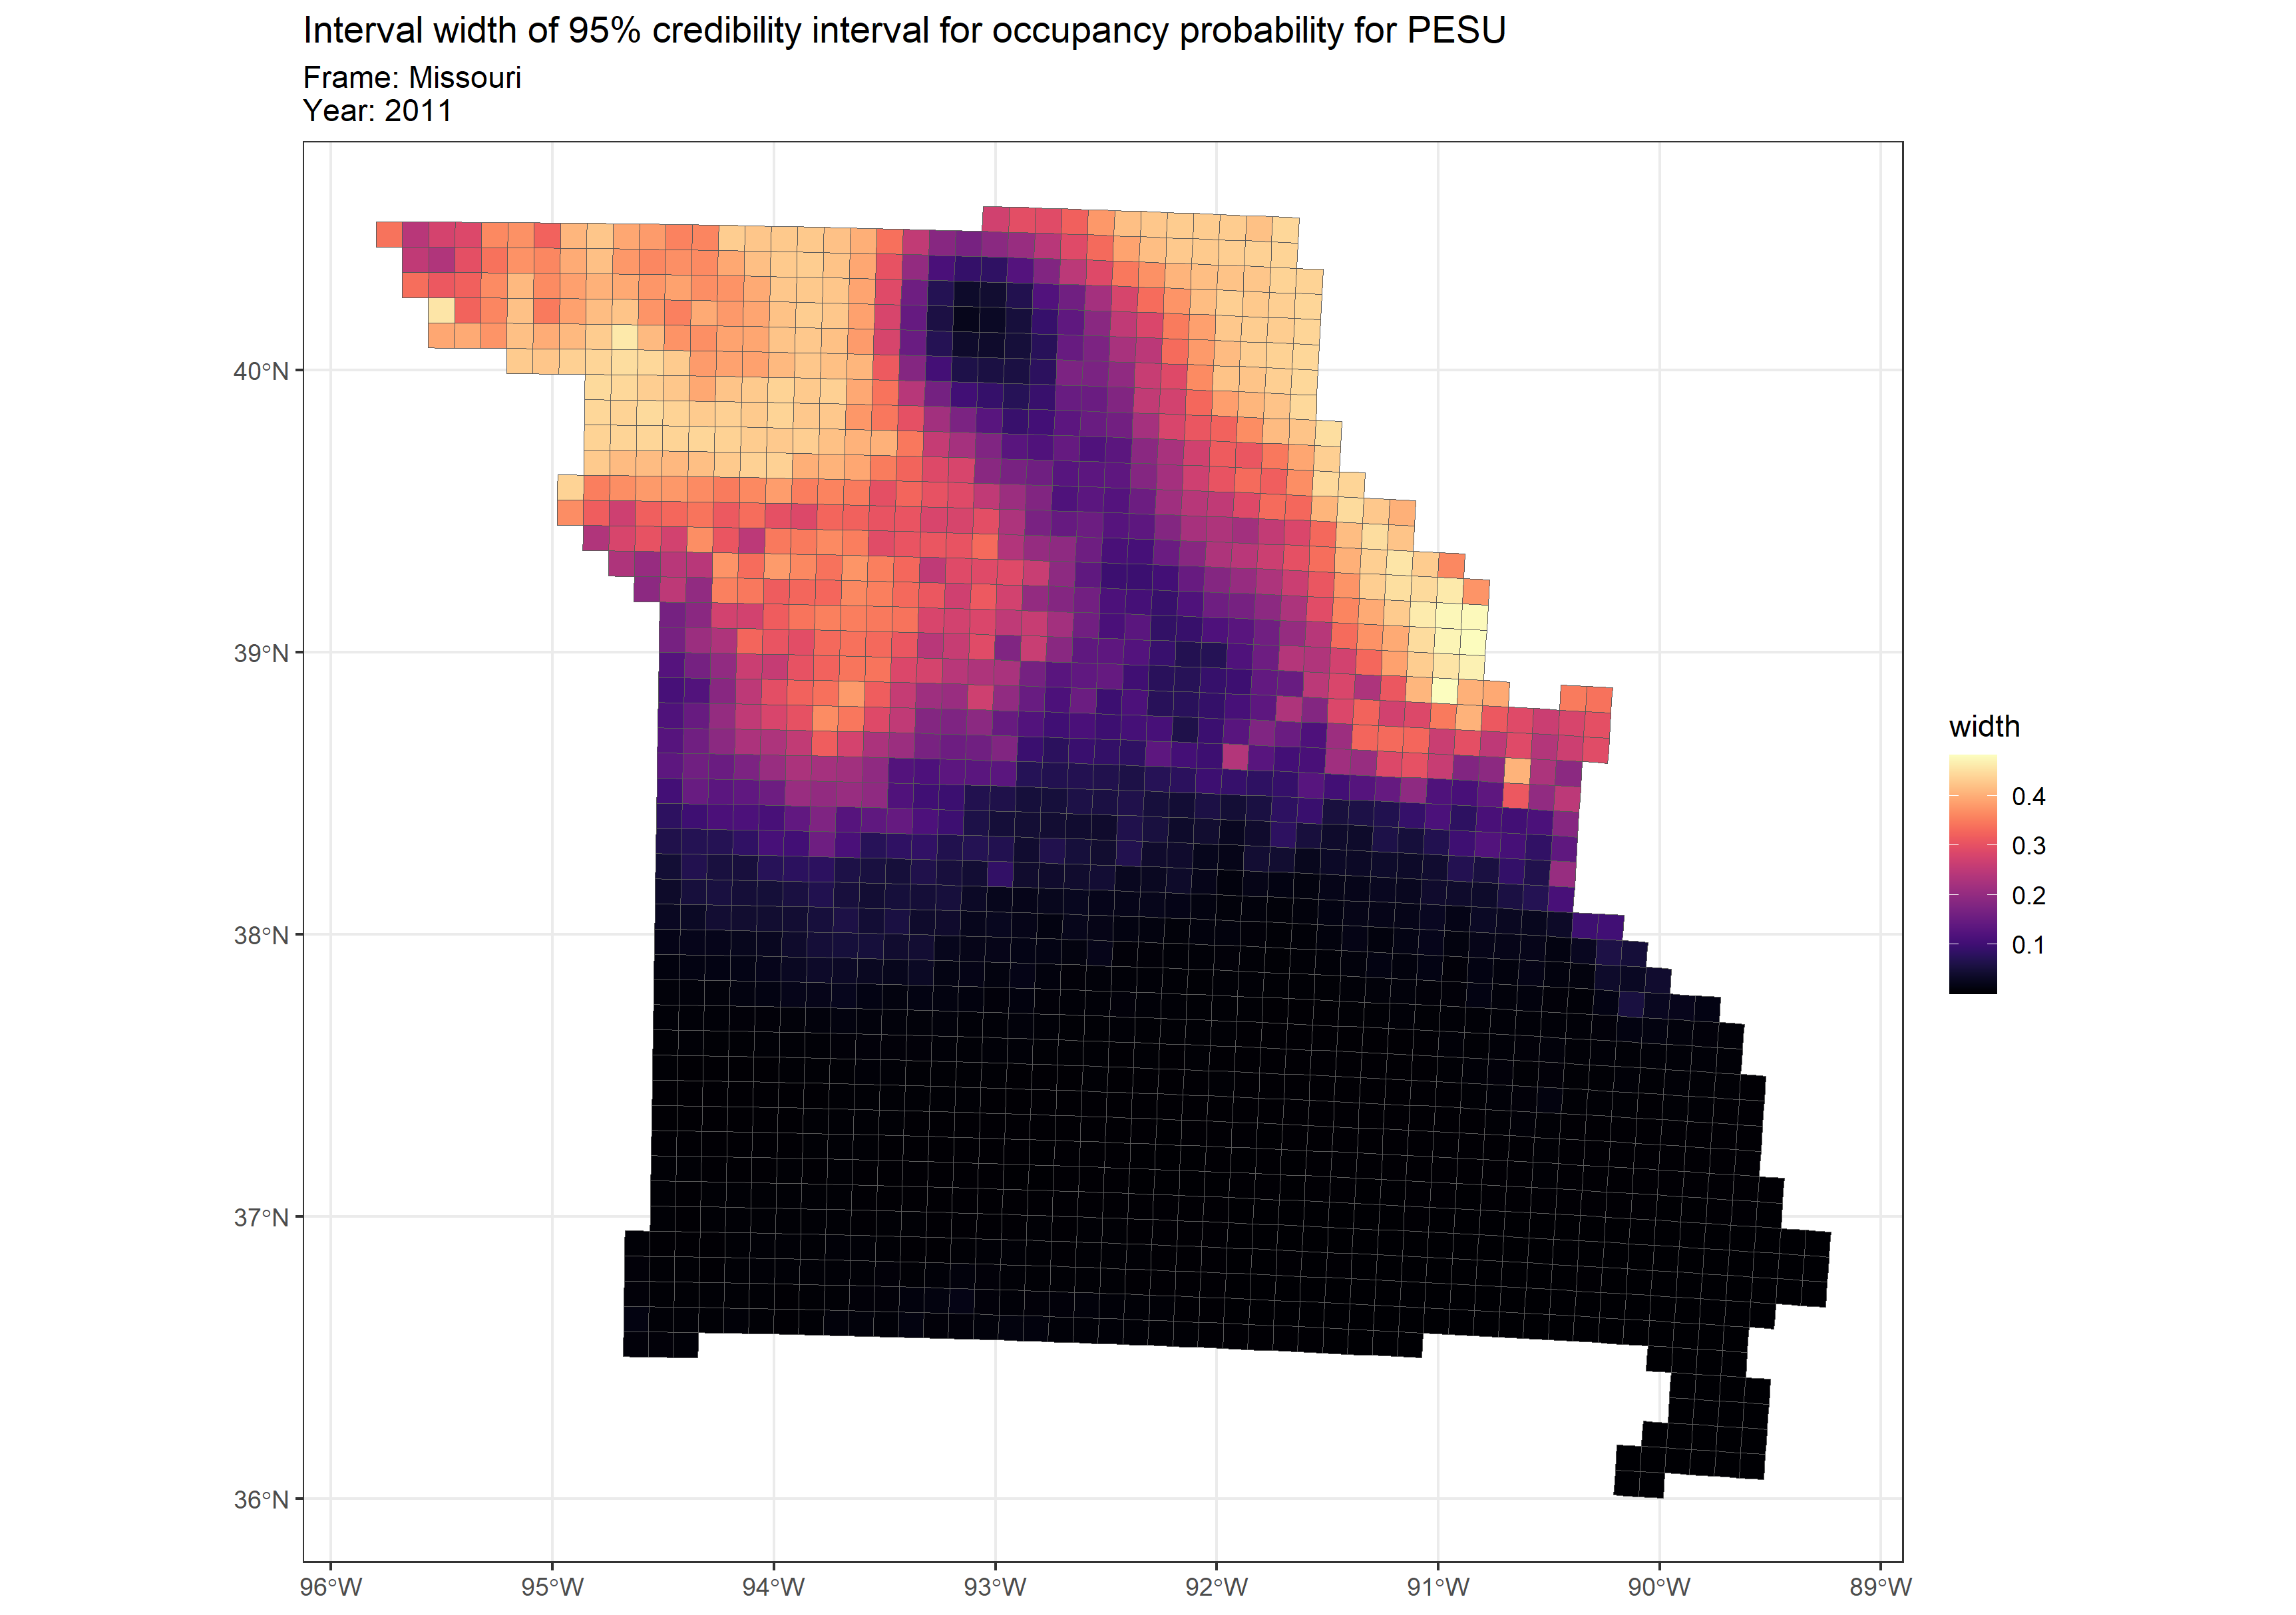 Interval width of 95% credibility interval for occupancy probability for PESU
Frame: Missouri
Year: 2011
40°N
39°N
38°N
37°N
36°N
96°W
95°W
94°W
93°W
92°W
91°W
90°W
89°W
width
0.4
0.3
0.2
0.1